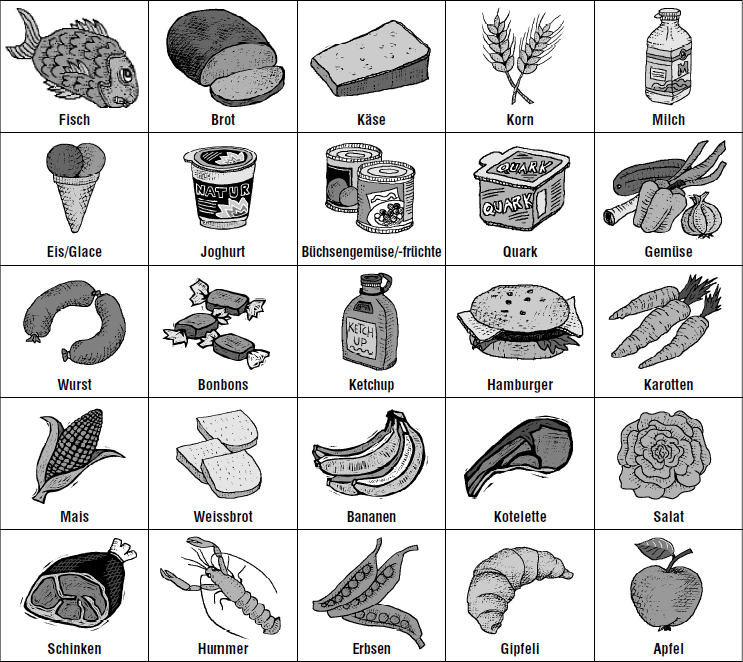 Fisch
Brot
Käse
Korn
M
Milch
Eis/Glace
NATUR
Joghurt
Büchsengemüse/-früchte
QUARK
QUARK
Quark
Gemüse
Wurst
Bonbons
KETCH
UP
Ketchup
Hamburger
Karotten
Mais
Weissbrot
Bananen
Kotelette
Salat
Schinken
Hummer
Erbsen
Gipfeli
Apfel